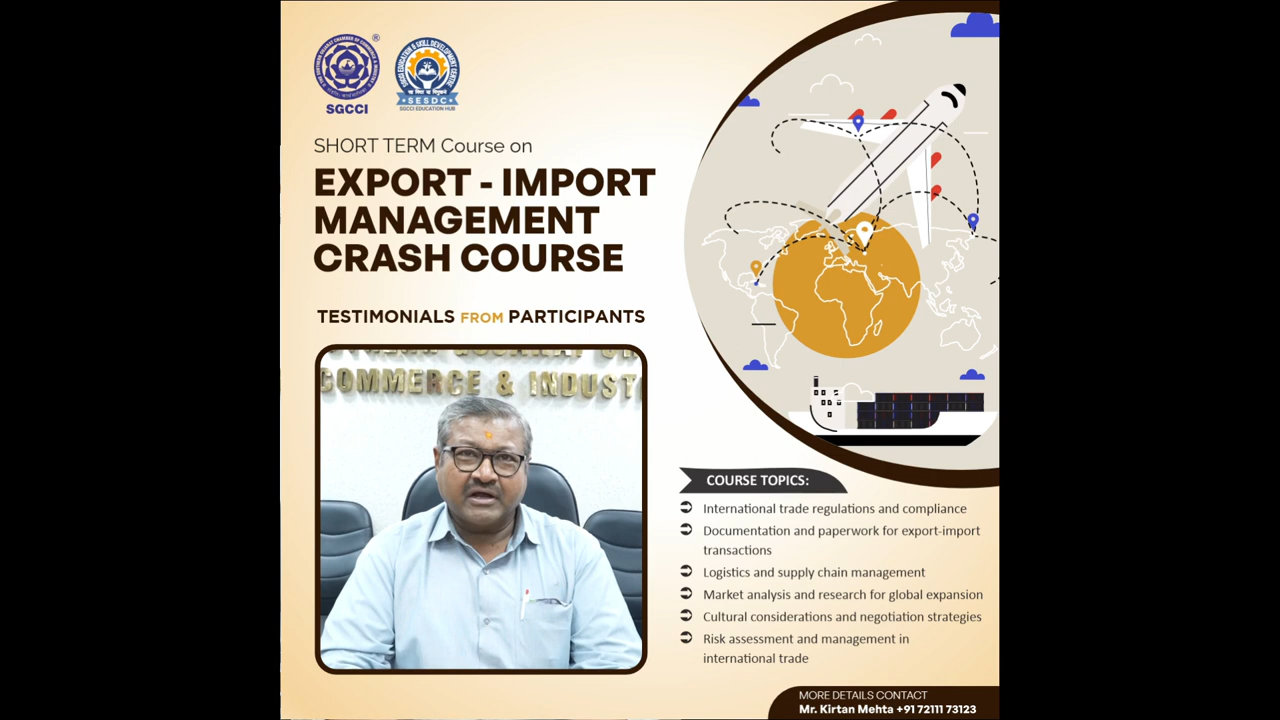 SGCCI
SESDC
SGCCI EDUCATION HUB
SHORT TERM Course on
EXPORT - IMPORT
MANAGEMENT
CRASH COURSE
TESTIMONIALS FROM PARTICIPANTS
COMMERCE & INDUST
COURSE TOPICS:
International trade regulations and compliance
Documentation and paperwork for export-import
transactions
Logistics and supply chain management
Market analysis and research for global expansion
Cultural considerations and negotiation strategies
Risk assessment and management in
international trade
MORE DETAILS CONTACT
Mr. Kirtan Mehta +91 72111 73123